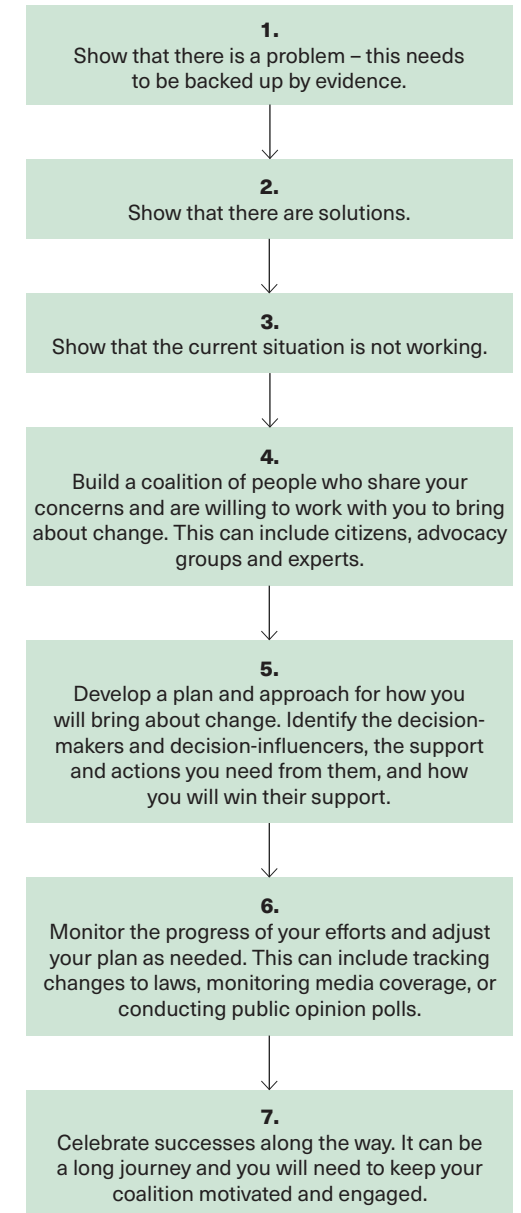 1.
Show that there is a problem – this needs
to be backed up by evidence.
2.
Show that there are solutions.
3.
Show that the current situation is not working.
4.
Build a coalition of people who share your
concerns and are willing to work with you to bring
about change. This can include citizens, advocacy
groups and experts.
5.
Develop a plan and approach for how you
will bring about change. Identify the decision-
makers and decision-influencers, the support
and actions you need from them, and how
you will win their support.
6.
Monitor the progress of your efforts and adjust
your plan as needed. This can include tracking
changes to laws, monitoring media coverage, or
conducting public opinion polls.
7.
Celebrate successes along the way. It can be
a long journey and you will need to keep your
coalition motivated and engaged.